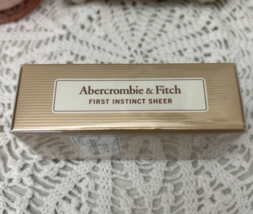 Abercrombie & Fitch
FIRST INSTINCT SHEER